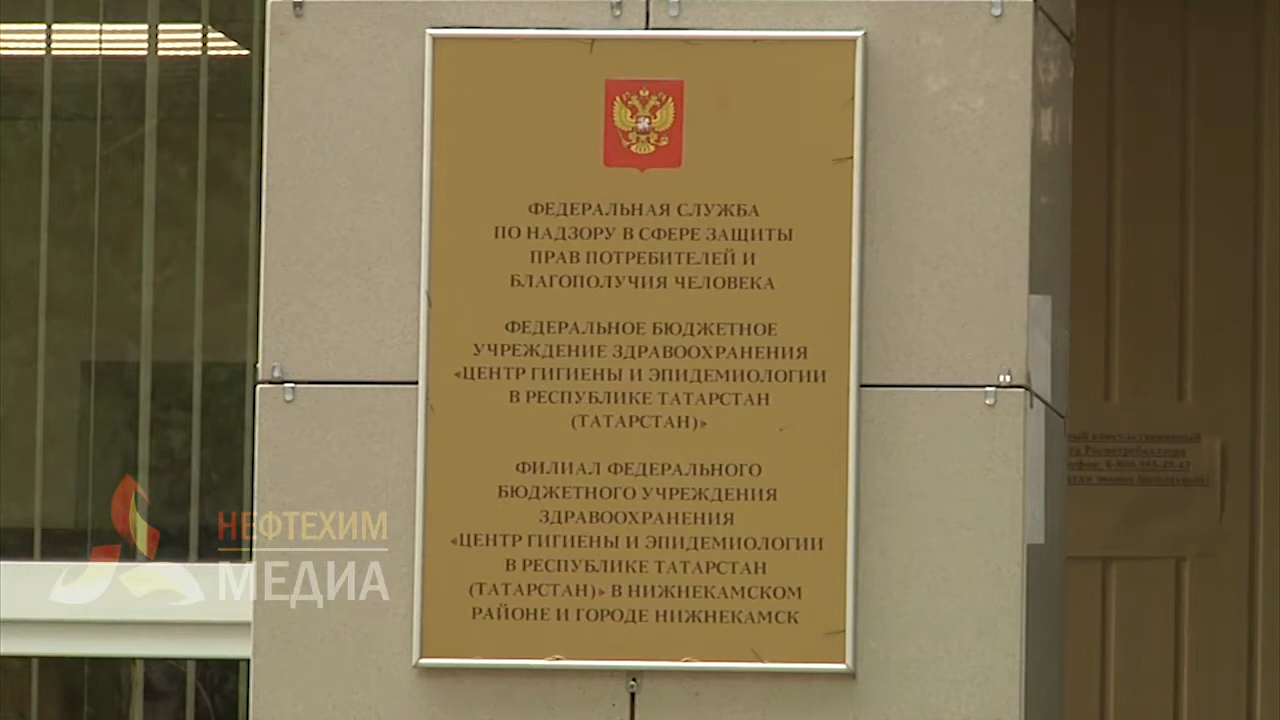 ФЕДЕРАЛЬНАЯ СЛУЖБА
ПО НАДЗОРУ В СФЕРЕ ЗАЩИТЫ
ПРАВ ПОТРЕБИТЕЛЕЙ И
БЛАГОПОЛУЧИЯ ЧЕЛОВЕКА
ФЕДЕРАЛЬНОЕ БЮДЖЕТНОЕ
УЧРЕЖДЕНИЕ ЗДРАВООХРАНЕНИЯ
«ЦЕНТР ГИГИЕНЫ И ЭПИДЕМИОЛОГИИ
В РЕСПУБЛИКЕ ТАТАРСТАН
(ТАТАРСТАН)»
ФИЛИАЛ ФЕДЕРАЛЬНОГО
БЮДЖЕТНОГО УЧРЕЖДЕНИЯ
ЗДРАВООХРАНЕНИЯ
«ЦЕНТР ГИГИЕНЫ И ЭПИДЕМИОЛОГИИ
В РЕСПУБЛИКЕ ТАТАРСТАН
(ТАТАРСТАН)» В НИЖНЕКАМСКОМ
РАЙОНЕ И ГОРОДЕ НИЖНЕКАМСК
НЕФТЕХИМ
МЕДИА
Роспотребнадзора